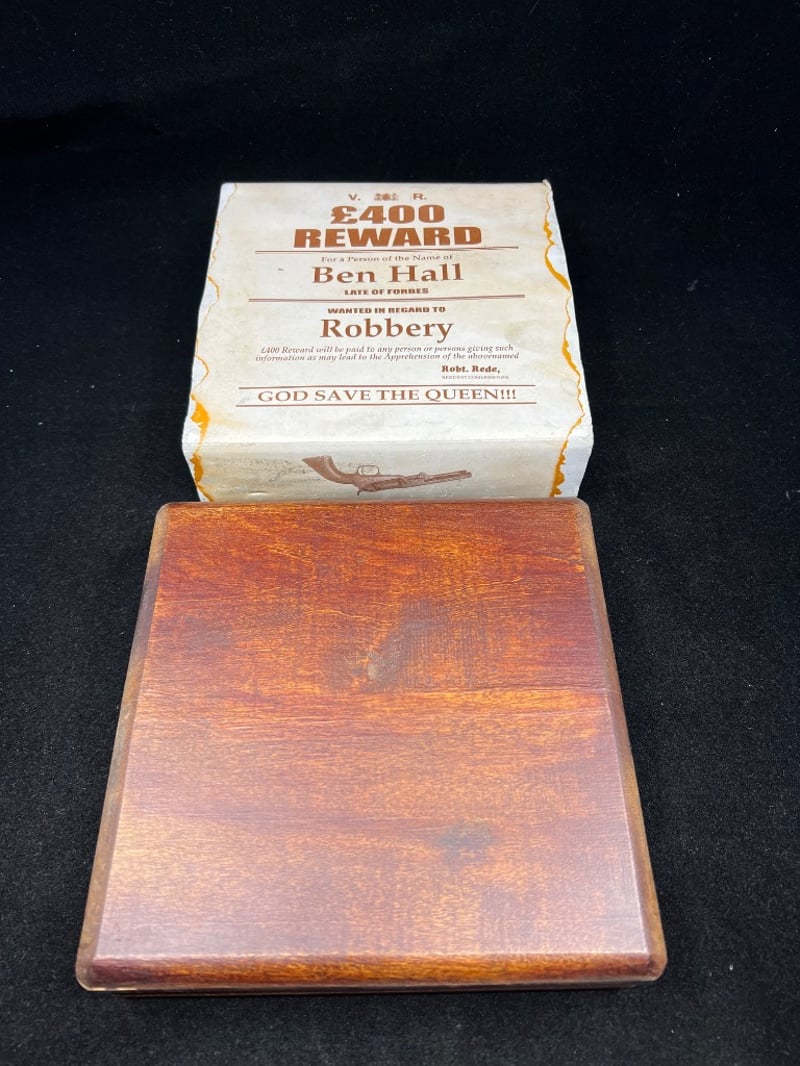 V. R.
£400
REWARD
For a Person of the Name of
Ben Hall
LATE OF FORBES
WANTED IN REGARD TO
Robbery
£400 Reward will be paid to any person or persons giving such
information as may lead to the Apprehension of the abovenamed
Robt. Rede,
GOD SAVE THE QUEEN!!!